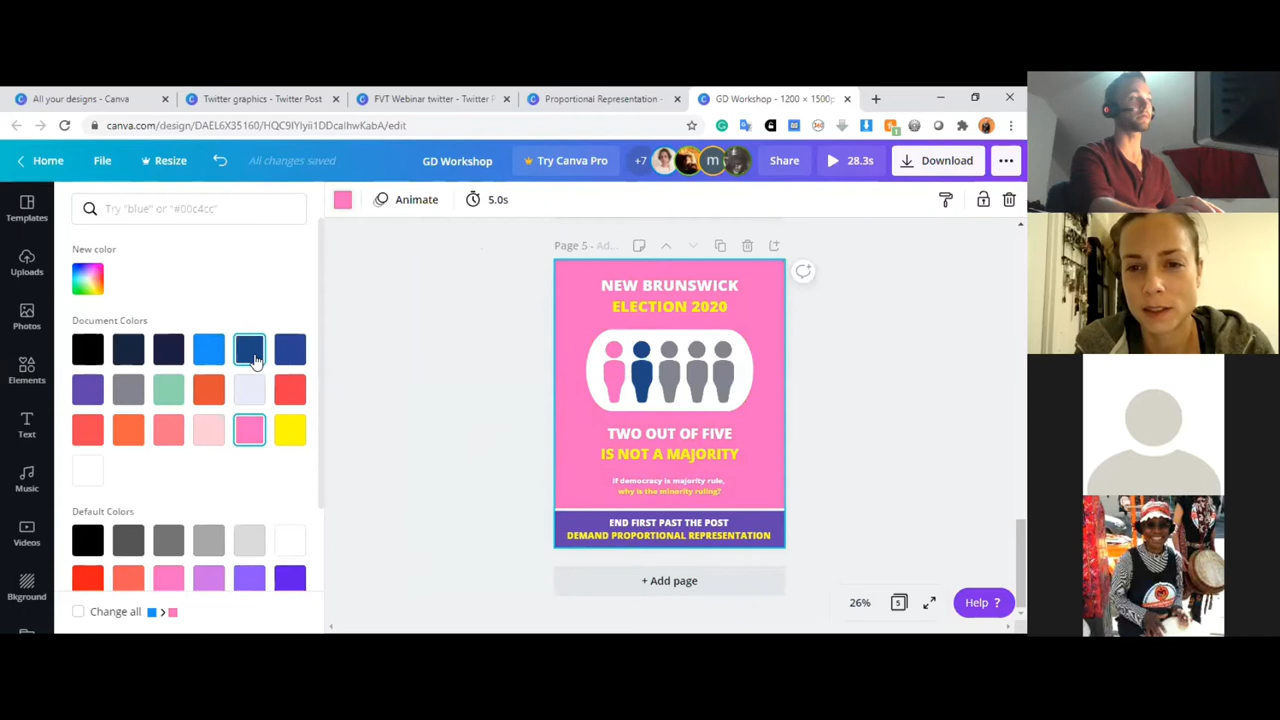 All your designs - Canva
Twitter graphics - Twitter Post
FVT Webinar twitter - Twitter P
Proportional Representation -
GD Workshop - 1200 × 1500p
canva.com/design/DAEL6X35160/HQC9IYIyii1DDcaIhwKabA/edit
Home
File
Resize
All changes saved
GD Workshop
Try Canva Pro
+7
m
Share
28.3s
Download
Templates
Uploads
Photos
Elements
Text
Music
Videos
Bkground
Try "blue" or "#00c4cc"
Animate
5.0s
New color
Document Colors
Default Colors
Change all
Page 5 - Ad...
NEW BRUNSWICK
ELECTION 2020
TWO OUT OF FIVE
IS NOT A MAJORITY
If democracy is majority rule,
why is the minority ruling?
END FIRST PAST THE POST
DEMAND PROPORTIONAL REPRESENTATION
+ Add page
26%
5
Help ?